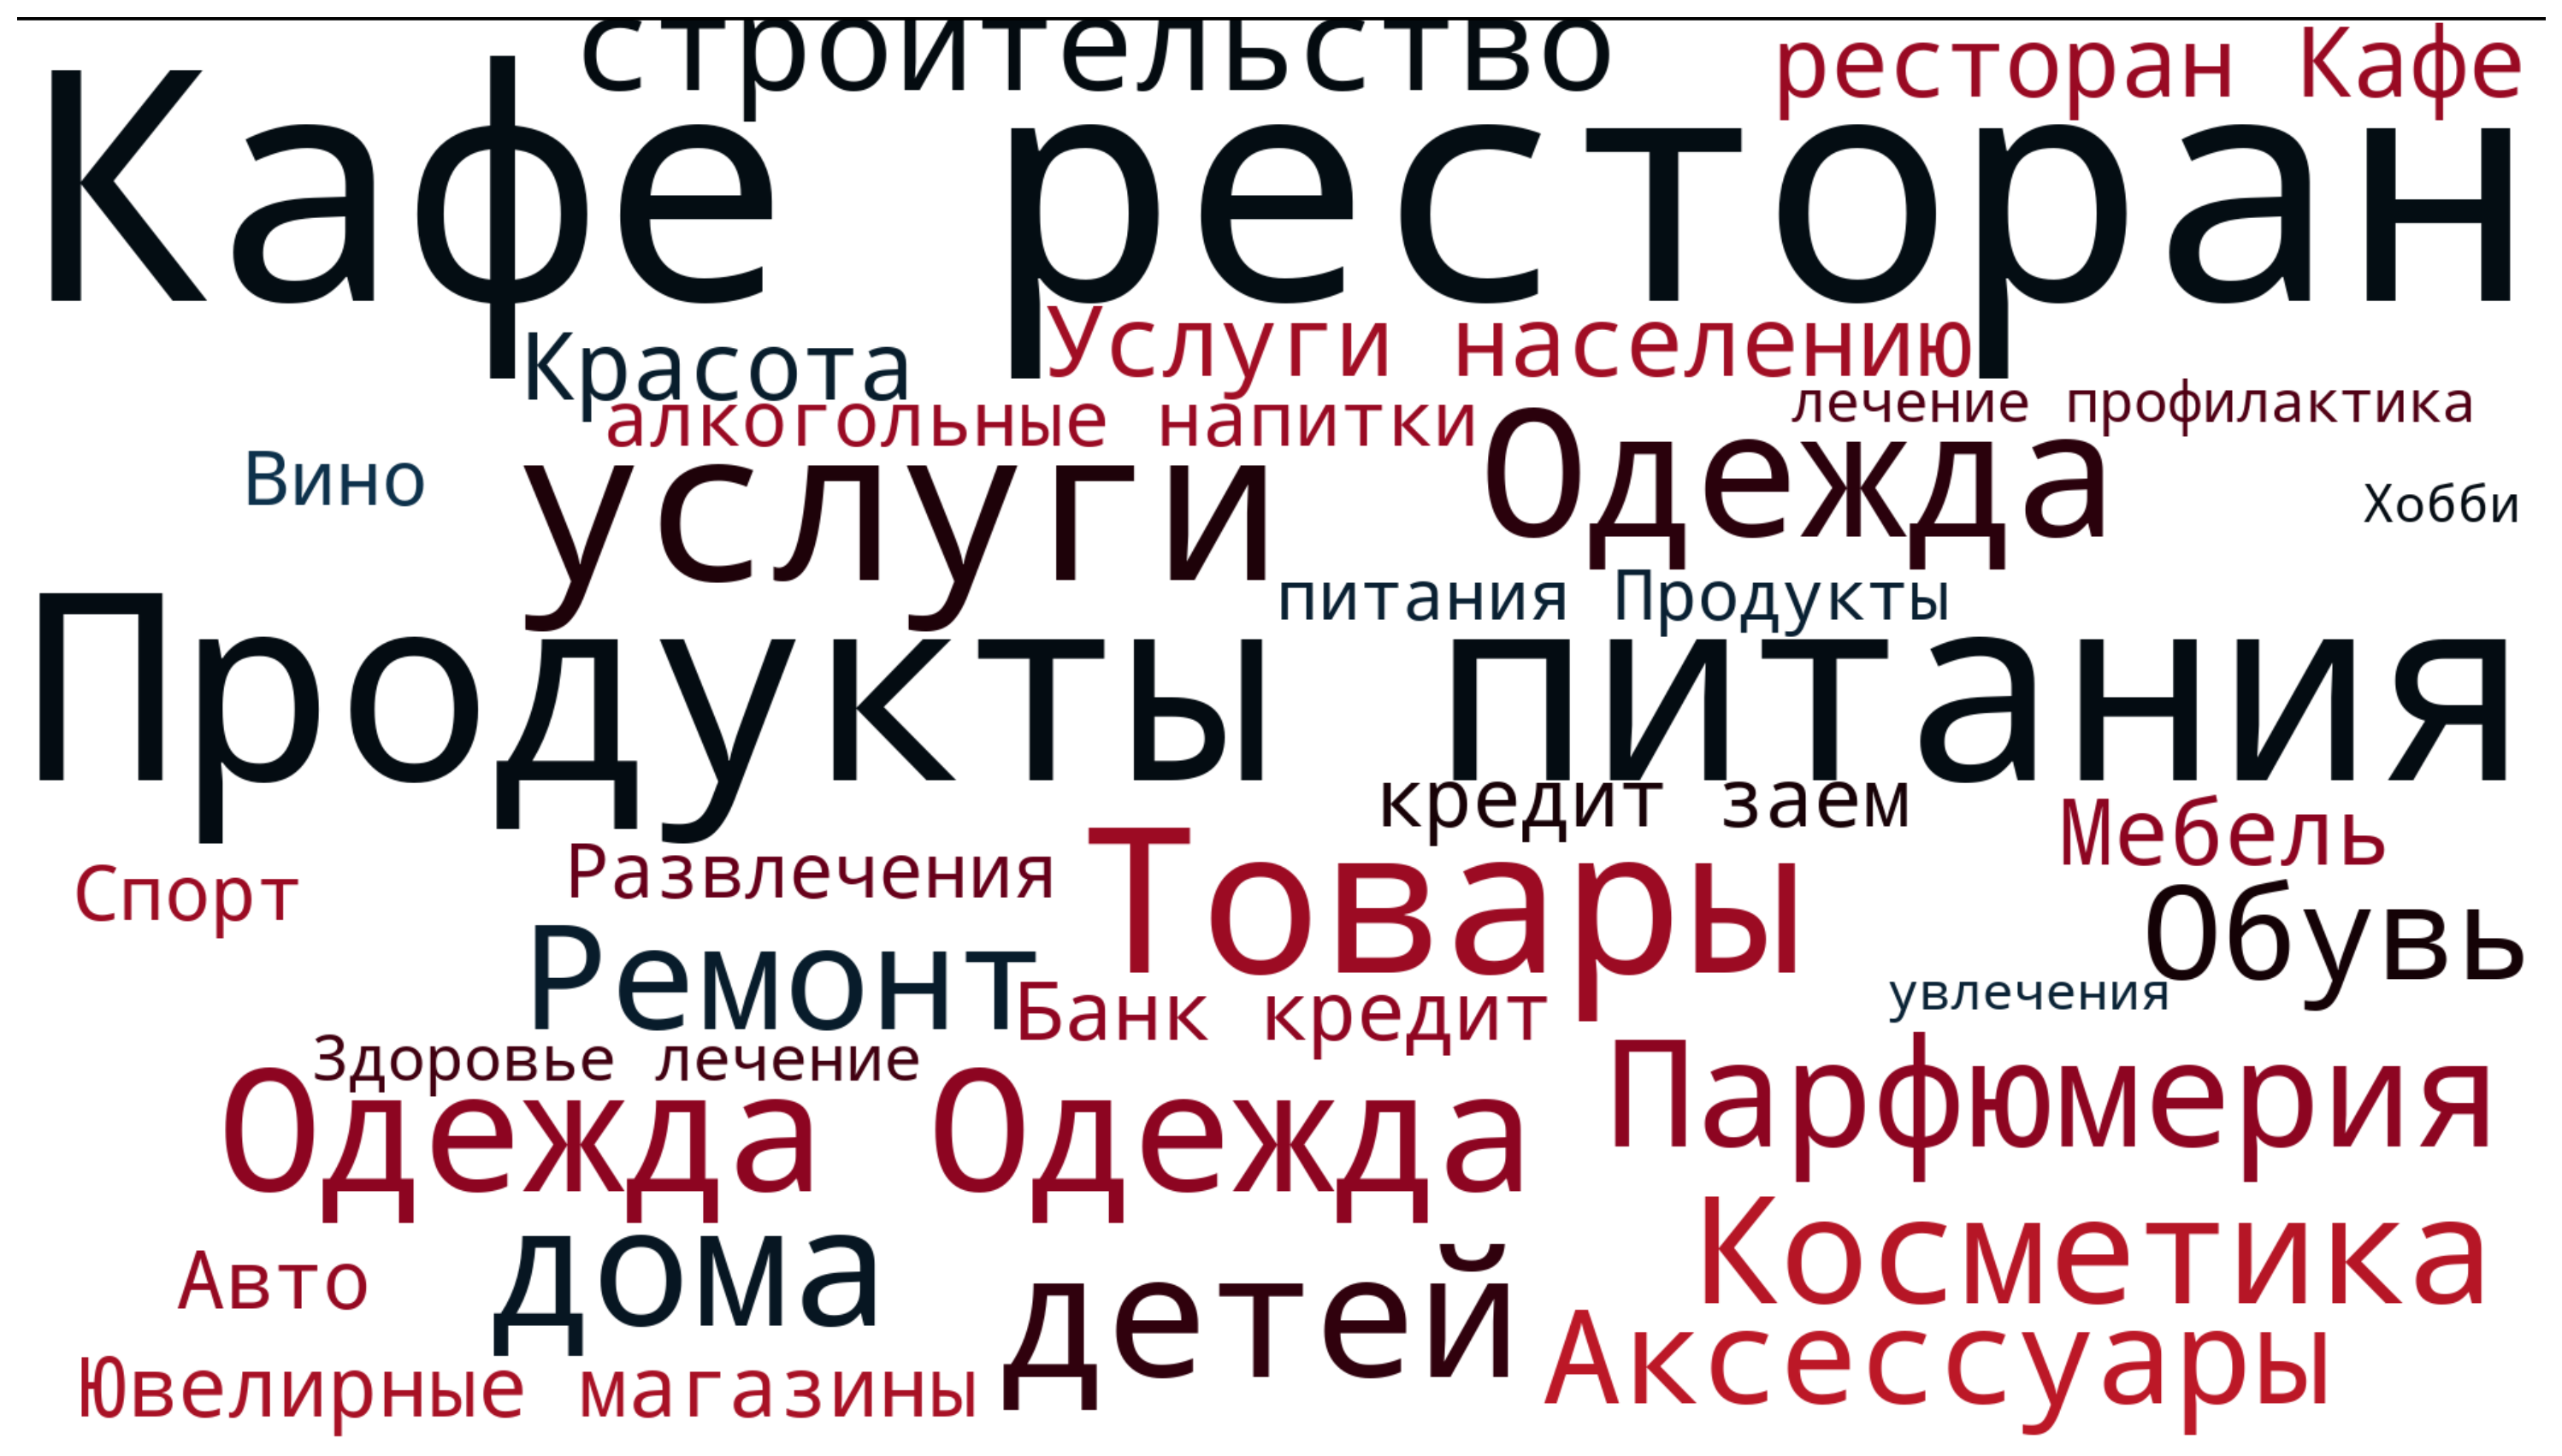 строительство
ресторан Кафе
Кафе ресторан
Услуги населению
Красота
лечение профилактика
алкогольные напитки
Одежда
Вино
услуги
Хобби
питания Продукты
Продукты питания
кредит заем
Мебель
Развлечения
Товары
Спорт
Обувь
Ремонт
увлечения
Банк кредит
Здоровье лечение
Парфюмерия
Одежда Одежда
Косметика
Авто
дома
детей
Аксессуары
Ювелирные магазины